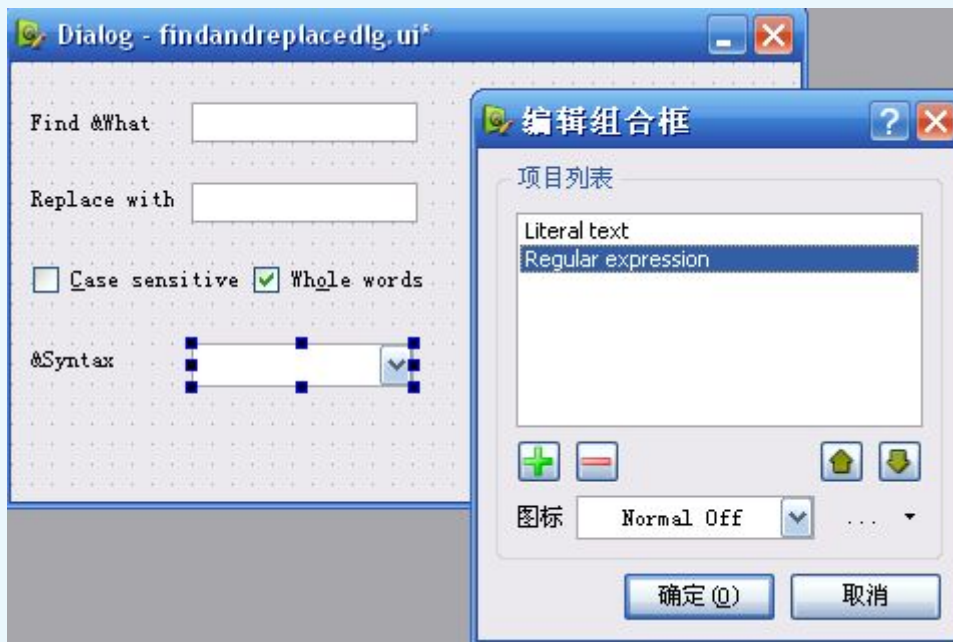 Dialog - findandreplacedlg.ui*
Find &What
Replace with
Case sensitive
Whole words
&Syntax
编辑组合框
?
项目列表
Literal text
Regular expression
图标
Normal Off
...
确定(O)
取消